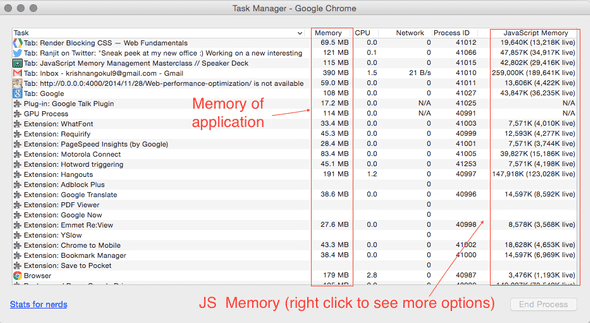 Task Manager - Google Chrome
Task Memory CPU Network Process ID JavaScript Memory
Tab: Render Blocking CSS — Web Fundamentals 69.5 MB 0.0 0 41012 19,640K (13,218K live)
Tab: Ranjit on Twitter: "Sneak peek at my new office :) Working on a new interesting 121 MB 0.1 0 41066 47,857K (34,917K live)
Tab: JavaScript Memory Management Masterclass // Speaker Deck 115 MB 0.0 0 41015 42,802K (29,416K live)
Tab: Inbox - krishnangokul9@gmail.com - Gmail 390 MB 1.5 21 B/s 41010 259,000K (189,641K live)
Tab: http://0.0.0.0:4000/2014/11/28/Web-performance-optimization/ is not available 59.0 MB 0.0 0 41011 13,606K (4,422K live)
Tab: Google 108 MB 0.0 0 41027 43,847K (36,235K live)
Plug-in: Google Talk Plugin 17.2 MB 0.0 N/A 41025 N/A
GPU Process 114 MB 0.0 N/A 40991 N/A
Extension: WhatFont 33.4 MB 0.0 0 41003 7,571K (4,010K live)
Extension: Requirify 45.3 MB 0.0 0 40999 12,593K (4,277K live)
Extension: PageSpeed Insights (by Google) 28.4 MB 0.0 0 41001 7,571K (3,744K live)
Extension: Motorola Connect 83.4 MB 0.0 0 41005 39,827K (15,186K live)
Extension: Hotword triggering 45.1 MB 0.0 0 41253 7,571K (4,198K live)
Extension: Hangouts 191 MB 1.2 0 40997 147,918K (123,028K live)
Extension: Adblock Plus 0
Extension: Google Translate 38.6 MB 0.0 0 40996 14,597K (8,592K live)
Extension: PDF Viewer 0
Extension: Google Now 0
Extension: Emmet Re:View 27.6 MB 0.0 0 40998 8,578K (3,568K live)
Extension: YSlow 0
Extension: Chrome to Mobile 43.3 MB 0.0 0 41002 18,628K (4,653K live)
Extension: Bookmark Manager 38.4 MB 0.0 0 41000 14,597K (6,969K live)
Extension: Save to Pocket 0
Browser 179 MB 2.8 0 40987 3,476K (1,193K live)
Memory of
application
JS Memory (right click to see more options)
Stats for nerds
End Process